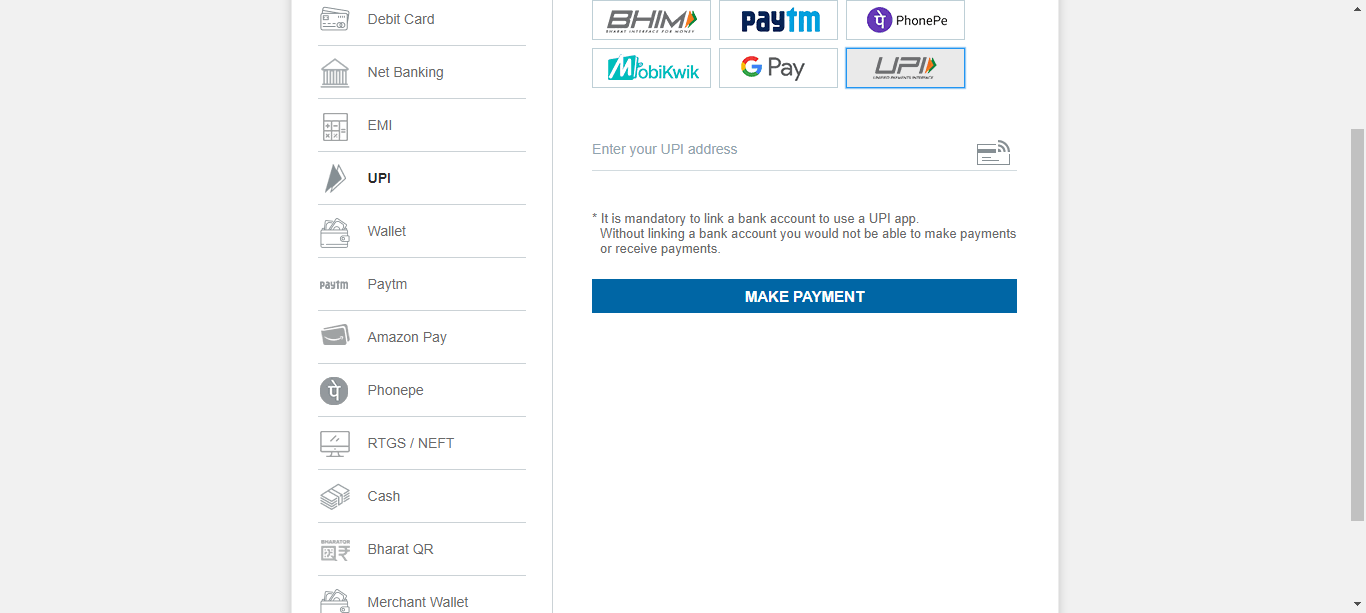 Debit Card
Net Banking
EMI
UPI
Wallet
Paytm
Paytm
Amazon Pay
पे
Phonepe
RTGS / NEFT
Cash
BHARATQR
Bharat QR
Merchant Wallet
BHIM
BHARAT INTERFACE FOR MONEY
Paytm
पे PhonePe
MobiKwik
G Pay
UPI
UNIFIED PAYMENTS INTERFACE
Enter your UPI address
* It is mandatory to link a bank account to use a UPI app.
Without linking a bank account you would not be able to make payments
or receive payments.
MAKE PAYMENT